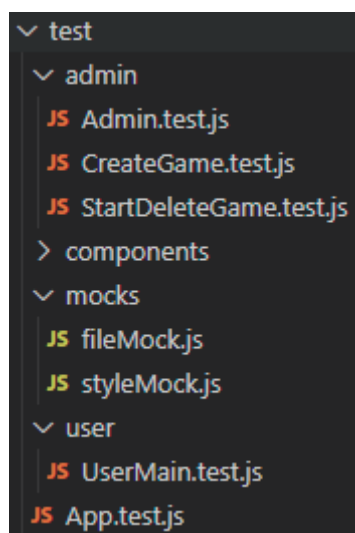 test
admin
JS Admin.test.js
JS CreateGame.test.js
JS StartDeleteGame.test.js
components
mocks
JS fileMock.js
JS styleMock.js
user
JS UserMain.test.js
JS App.test.js